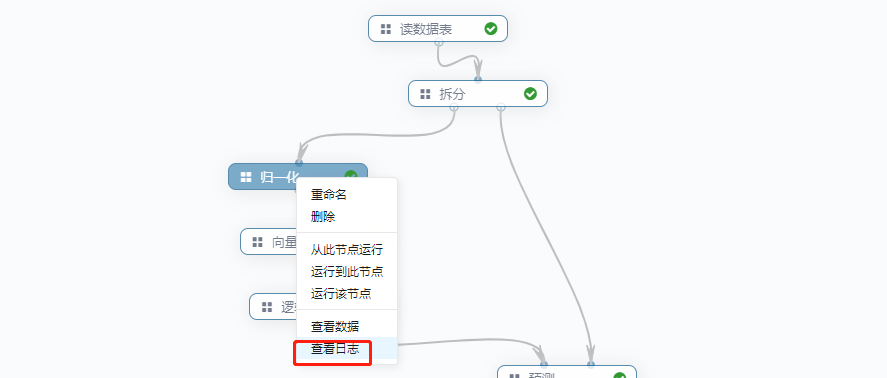 读数据表
拆分
归一化
重命名
删除
向量
从此节点运行
运行到此节点
运行该节点
查看数据
查看日志
预测